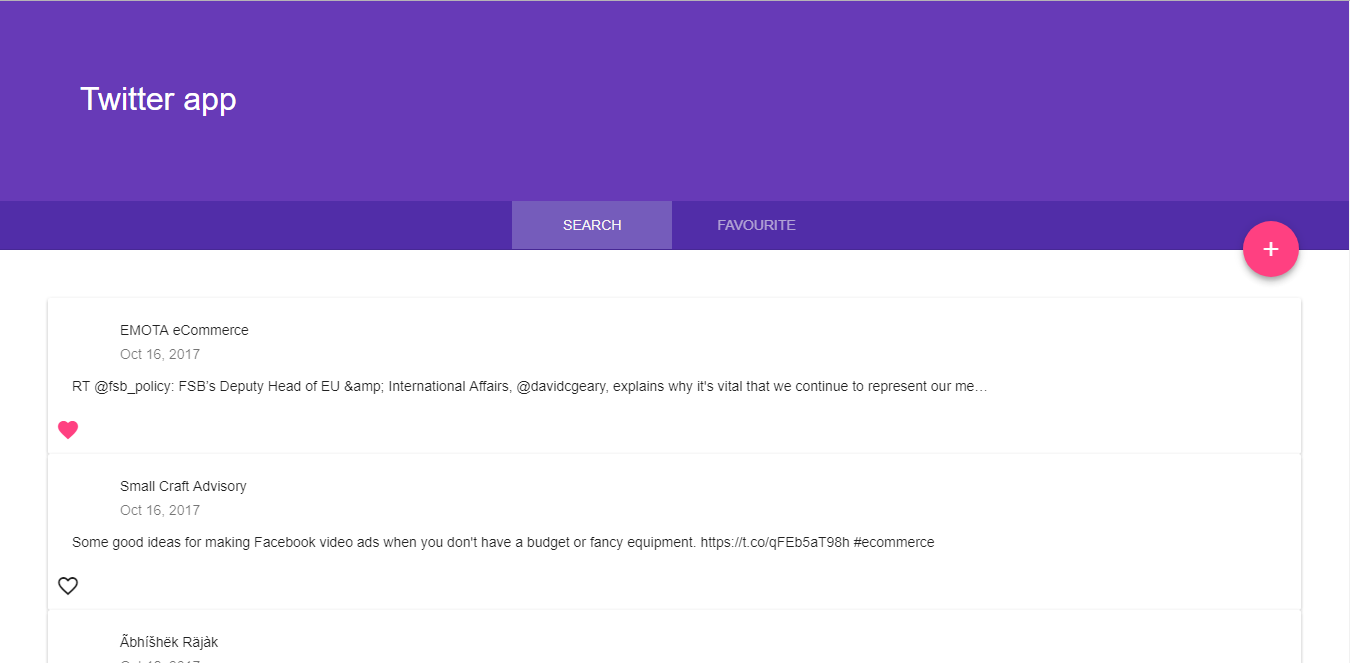 Twitter app
SEARCH
FAVOURITE
+
EMOTA eCommerce
Oct 16, 2017
RT @fsb_policy: FSB’s Deputy Head of EU &amp; International Affairs, @davidcgeary, explains why it's vital that we continue to represent our me…
Small Craft Advisory
Oct 16, 2017
Some good ideas for making Facebook video ads when you don't have a budget or fancy equipment. https://t.co/qFEb5aT98h #ecommerce
Ãbhíšhëk Räjàk